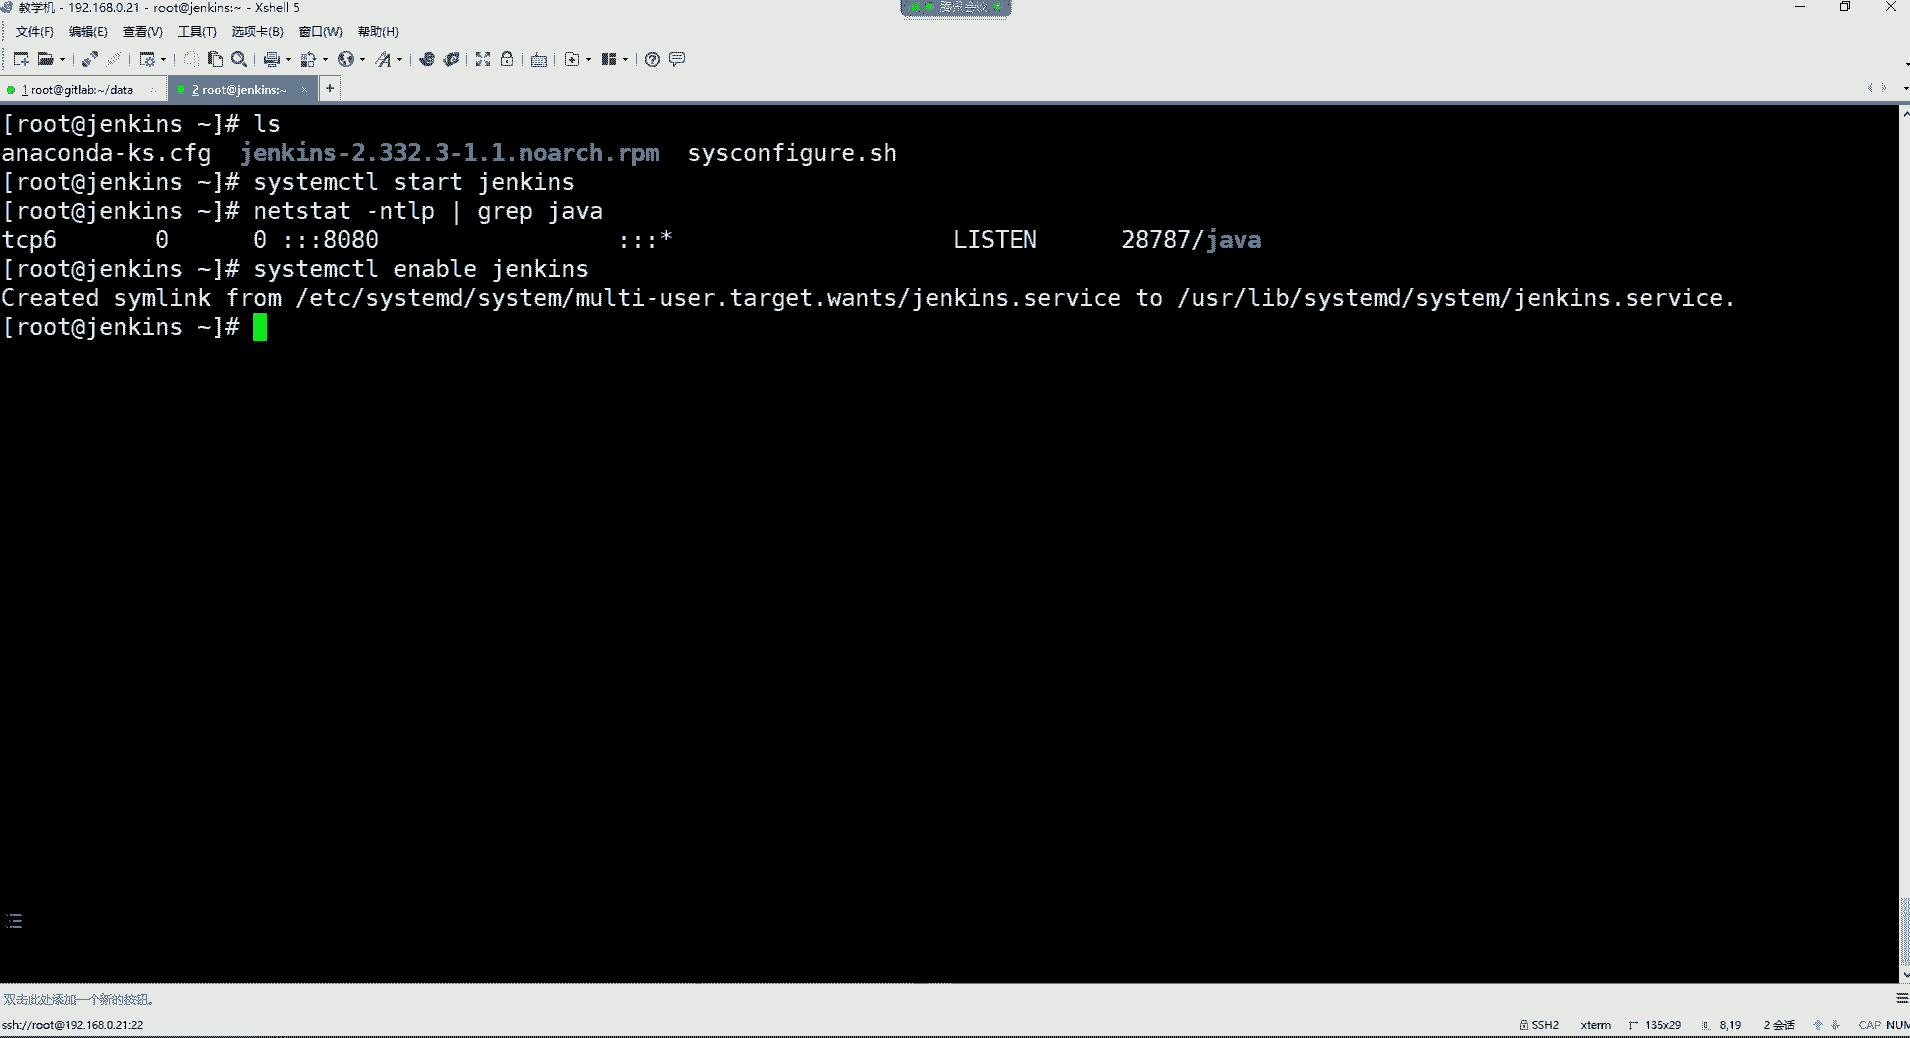 教学机 - 192.168.0.21 - root@jenkins:~ - Xshell 5
腾讯会议
文件(F) 编辑(E) 查看(V) 工具(T) 选项卡(B) 窗口(W) 帮助(H)
1 root@gitlab:~/data × 2 root@jenkins:~ × +
[root@jenkins ~]# ls
anaconda-ks.cfg jenkins-2.332.3-1.1.noarch.rpm sysconfigure.sh
[root@jenkins ~]# systemctl start jenkins
[root@jenkins ~]# netstat -ntlp | grep java
tcp6 0 0 :::8080 :::* LISTEN 28787/java
[root@jenkins ~]# systemctl enable jenkins
Created symlink from /etc/systemd/system/multi-user.target.wants/jenkins.service to /usr/lib/systemd/system/jenkins.service.
[root@jenkins ~]#
双击此处添加一个新的按钮。
ssh://root@192.168.0.21:22 SSH2 xterm 135x29 8,19 2 会话 CAP NUM